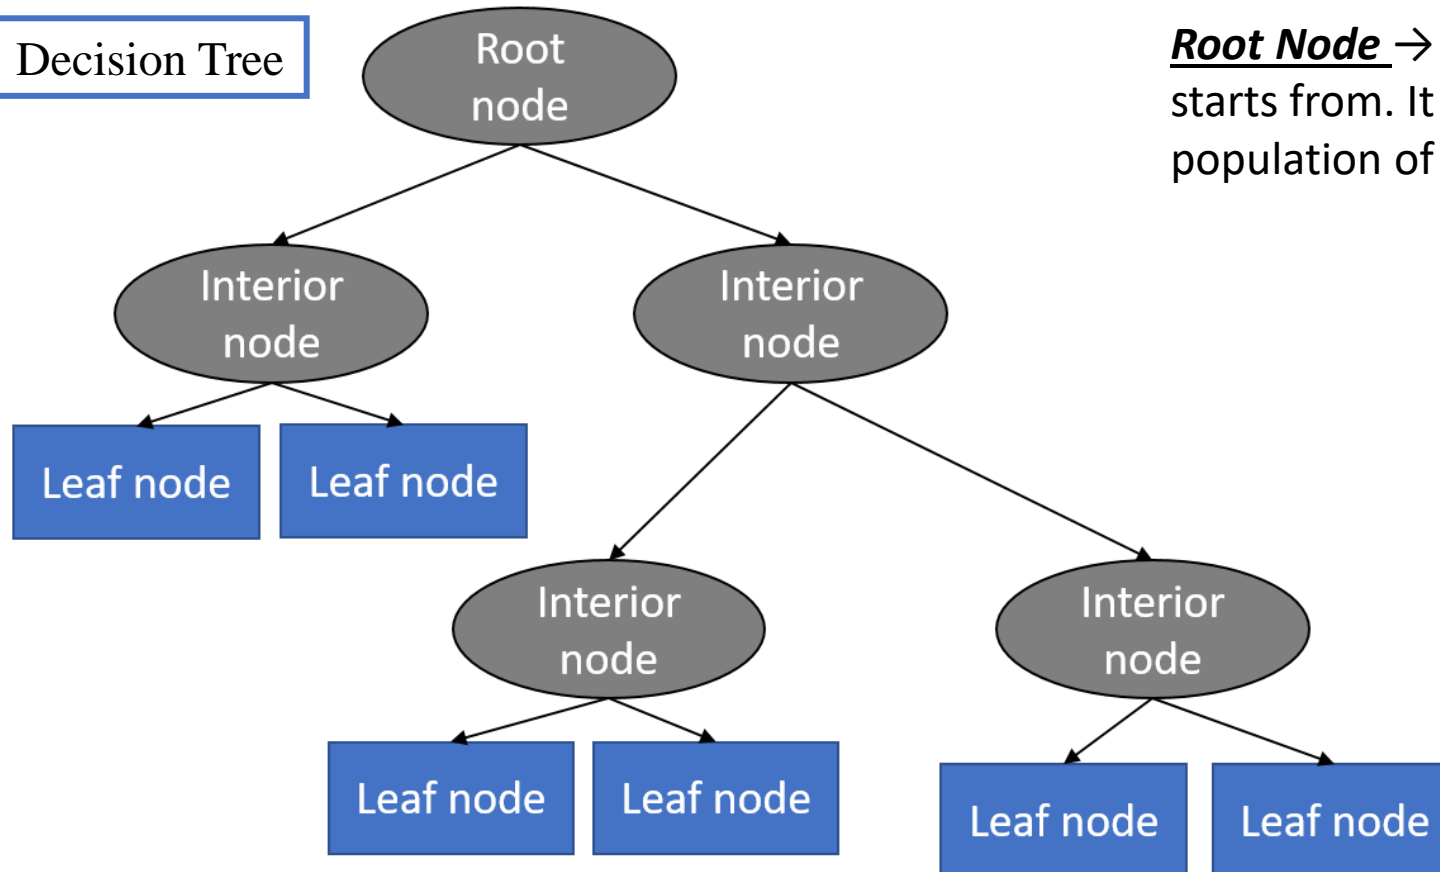 Decision Tree
Root
node
Root Node →
starts from. It
population of
Interior
node
Interior
node
Leaf node
Leaf node
Interior
node
Interior
node
Leaf node
Leaf node
Leaf node
Leaf node